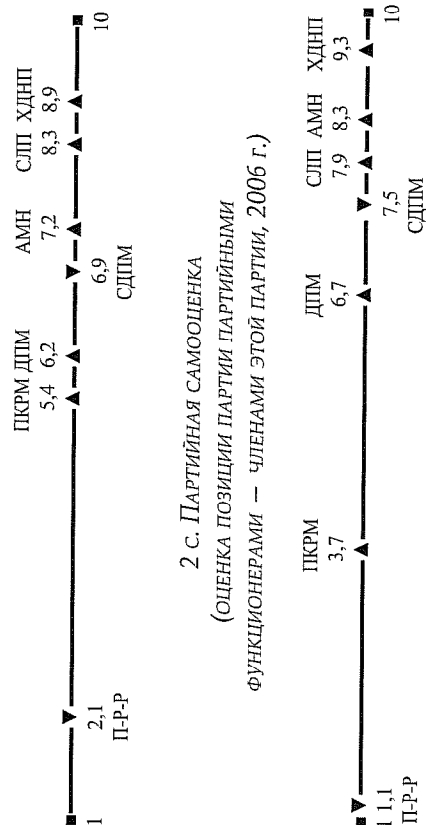 ПКРМ ДПМ АМН СЛП ХДНП
5,4 6,2 7,2 8,3 8,9
1 2,1 6,9 10
П-Р-Р СДПМ
2 с. Партийная самооценка
(оценка позиции партии партийными
функционерами — членами этой партии, 2006 г.)
ПКРМ ДПМ СЛП АМН ХДНП
3,7 6,7 7,9 8,3 9,3
1 1,1 7,5 10
П-Р-Р СДПМ